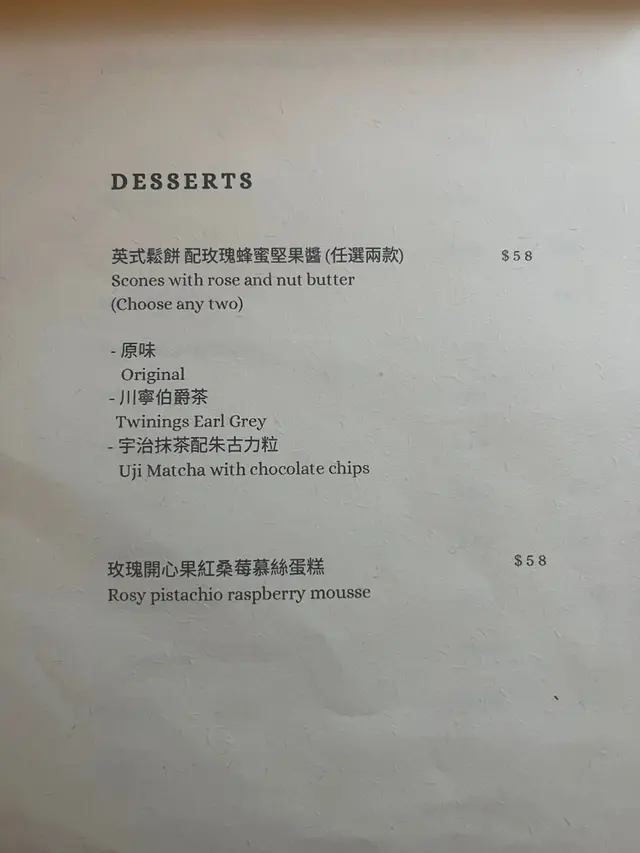 DESSERTS
英式鬆餅 配玫瑰蜂蜜堅果醬 (任選兩款) $58
Scones with rose and nut butter
(Choose any two)
- 原味
Original
- 川寧伯爵茶
Twinings Earl Grey
- 宇治抹茶配朱古力粒
Uji Matcha with chocolate chips
玫瑰開心果紅桑莓慕絲蛋糕 $58
Rosy pistachio raspberry mousse